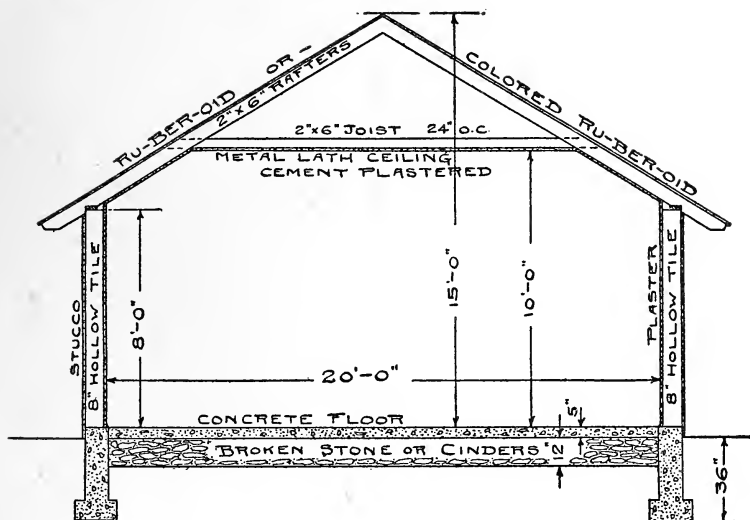 RU-BER-OID OR -
2"x6" RAFTERS
COLORED RU-BER-OID
2"x6" JOIST 24" O.C.
METAL LATH CEILING
CEMENT PLASTERED
STUCCO
8" HOLLOW TILE
8'-0"
15'-0"
10'-0"
PLASTER
8" HOLLOW TILE
20'-0"
CONCRETE FLOOR
5"
"BROKEN STONE OR CINDERS"
12"
36"